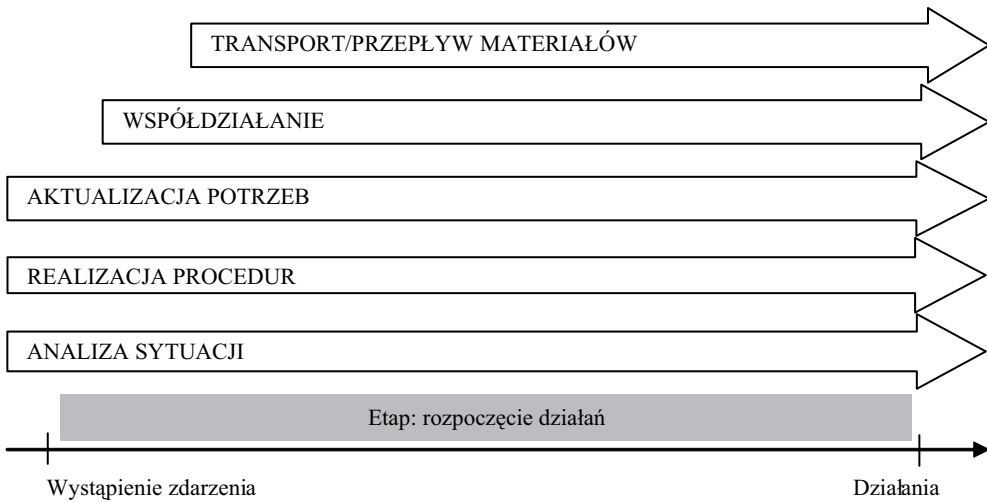 TRANSPORT/PRZEPŁYW MATERIAŁÓW
WSPÓŁDZIAŁANIE
AKTUALIZACJA POTRZEB
REALIZACJA PROCEDUR
ANALIZA SYTUACJI
Etap: rozpoczęcie działań
Wystąpienie zdarzenia
Działania